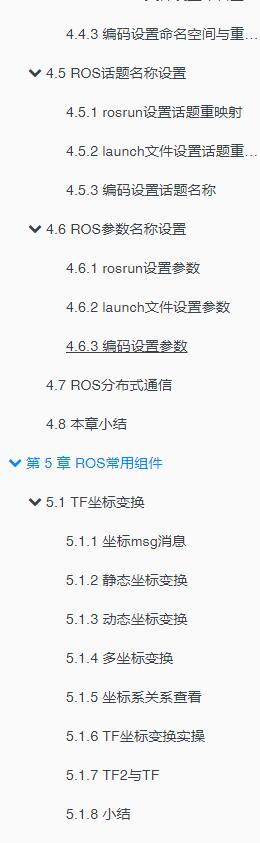 4.4.3 编码设置命名空间与重…
4.5 ROS话题名称设置
4.5.1 rosrun设置话题重映射
4.5.2 launch文件设置话题重…
4.5.3 编码设置话题名称
4.6 ROS参数名称设置
4.6.1 rosrun设置参数
4.6.2 launch文件设置参数
4.6.3 编码设置参数
4.7 ROS分布式通信
4.8 本章小结
第 5 章 ROS常用组件
5.1 TF坐标变换
5.1.1 坐标msg消息
5.1.2 静态坐标变换
5.1.3 动态坐标变换
5.1.4 多坐标变换
5.1.5 坐标系关系查看
5.1.6 TF坐标变换实操
5.1.7 TF2与TF
5.1.8 小结